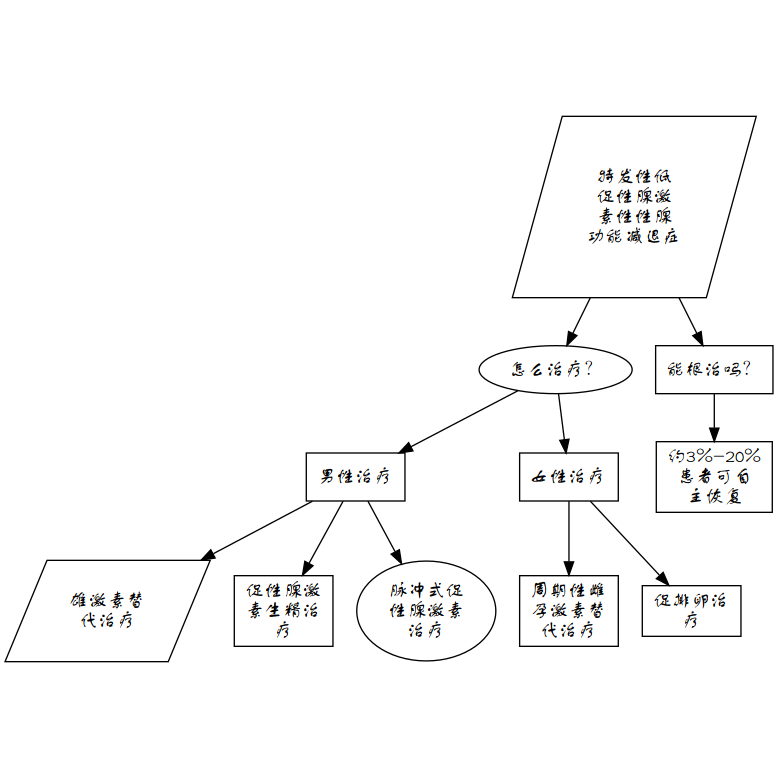 特发性低
促性腺激
素性性腺
功能减退症
怎么治疗?
能根治吗?
约3%-20%
患者可自
主恢复
男性治疗
女性治疗
雄激素替
代治疗
促性腺激
素生精治
疗
脉冲式促
性腺激素
治疗
周期性雌
孕激素替
代治疗
促排卵治
疗